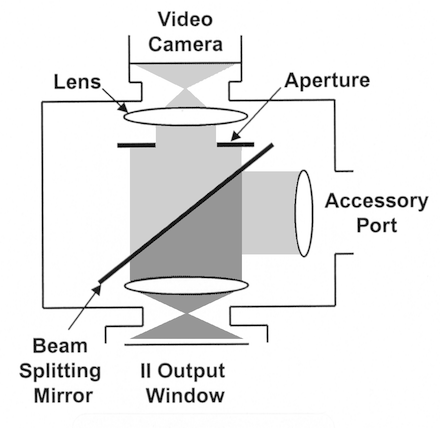 Video
Camera
Lens
Aperture
Accessory
Port
Beam
Splitting
Mirror
II Output
Window